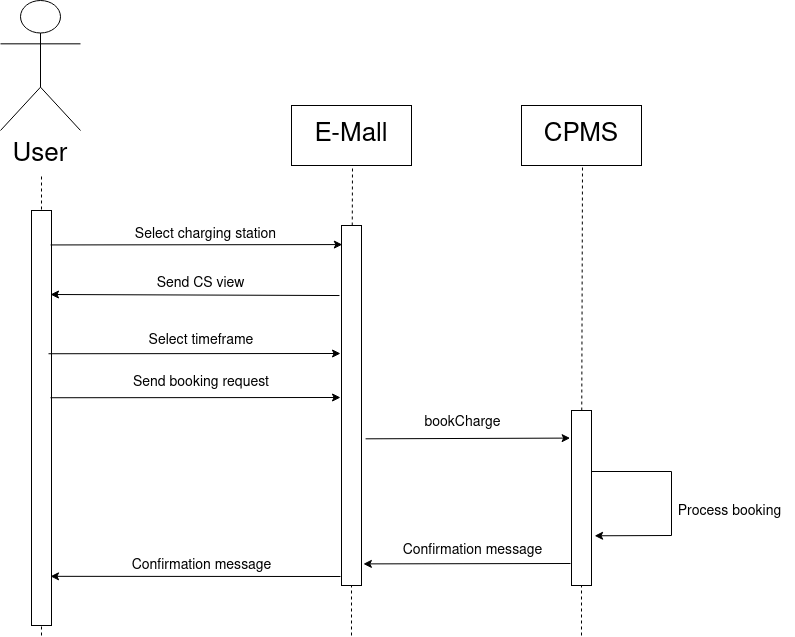 User
E-Mall
CPMS
Select charging station
Send CS view
Select timeframe
Send booking request
bookCharge
Process booking
Confirmation message
Confirmation message